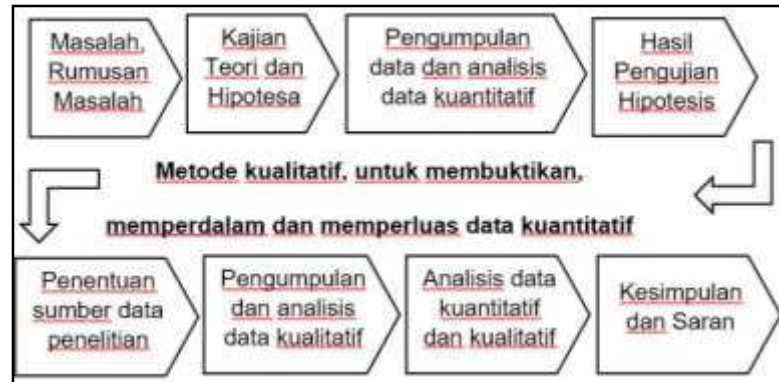 Masalah,
Rumusan
Masalah
Kajian
Teori dan
Hipotesa
Pengumpulan
data dan analisis
data kuantitatif
Hasil
Pengujian
Hipotesis
Metode kualitatif, untuk membuktikan,
memperdalam dan memperluas data kuantitatif
Penentuan
sumber data
penelitian
Pengumpulan
dan analisis
data kualitatif
Analisis data
kuantitatif
dan kualitatif
Kesimpulan
dan Saran